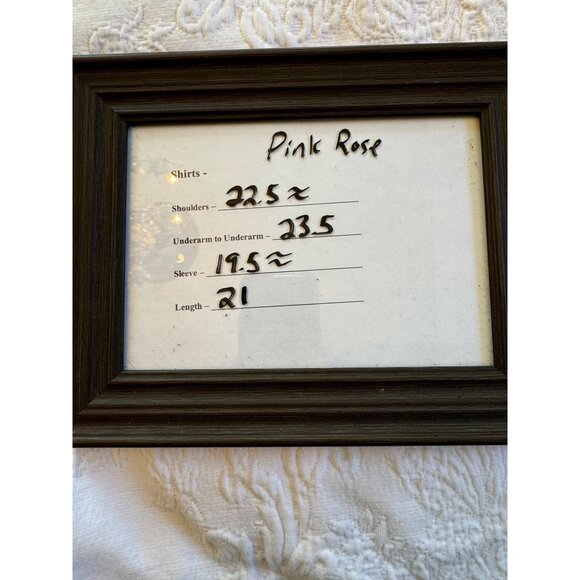 Pink Rose
Shirts -
Shoulders – 22.5 ≈
Underarm to Underarm – 23.5
Sleeve – 19.5 ≈
Length – 21